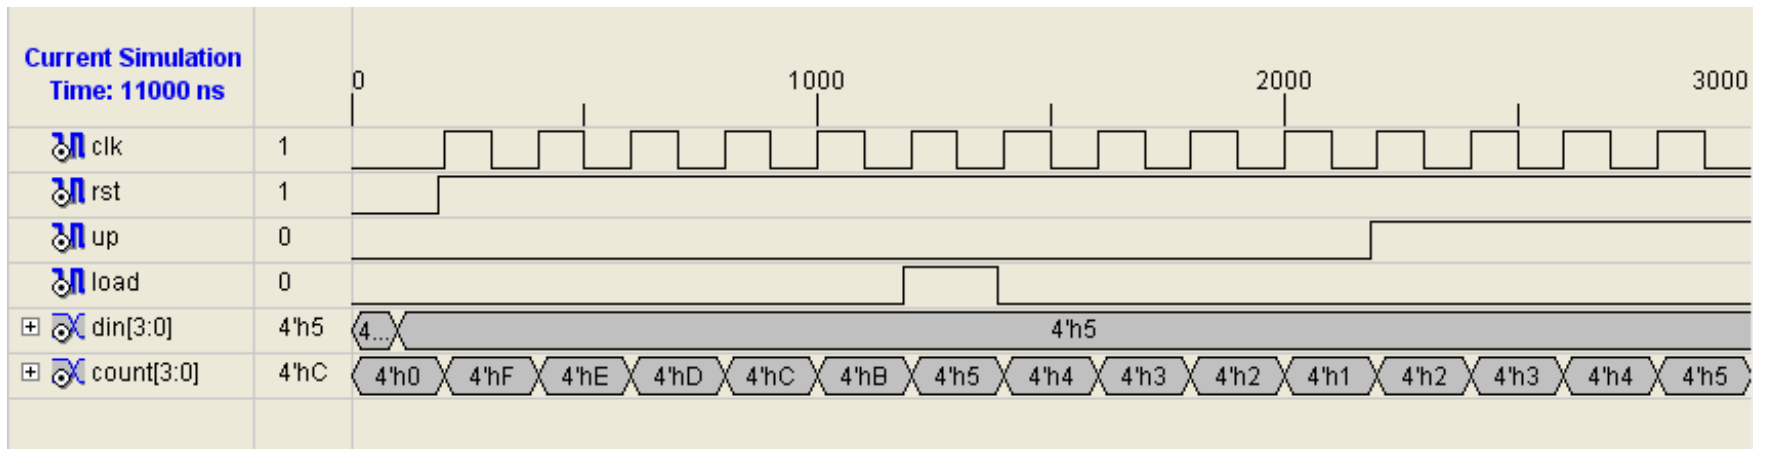 Current Simulation
Time: 11000 ns
0 1000 2000 3000
clk 1
rst 1
up 0
load 0
din[3:0] 4'h5 4... 4'h5
count[3:0] 4'hC 4'h0 4'hF 4'hE 4'hD 4'hC 4'hB 4'h5 4'h4 4'h3 4'h2 4'h1 4'h2 4'h3 4'h4 4'h5